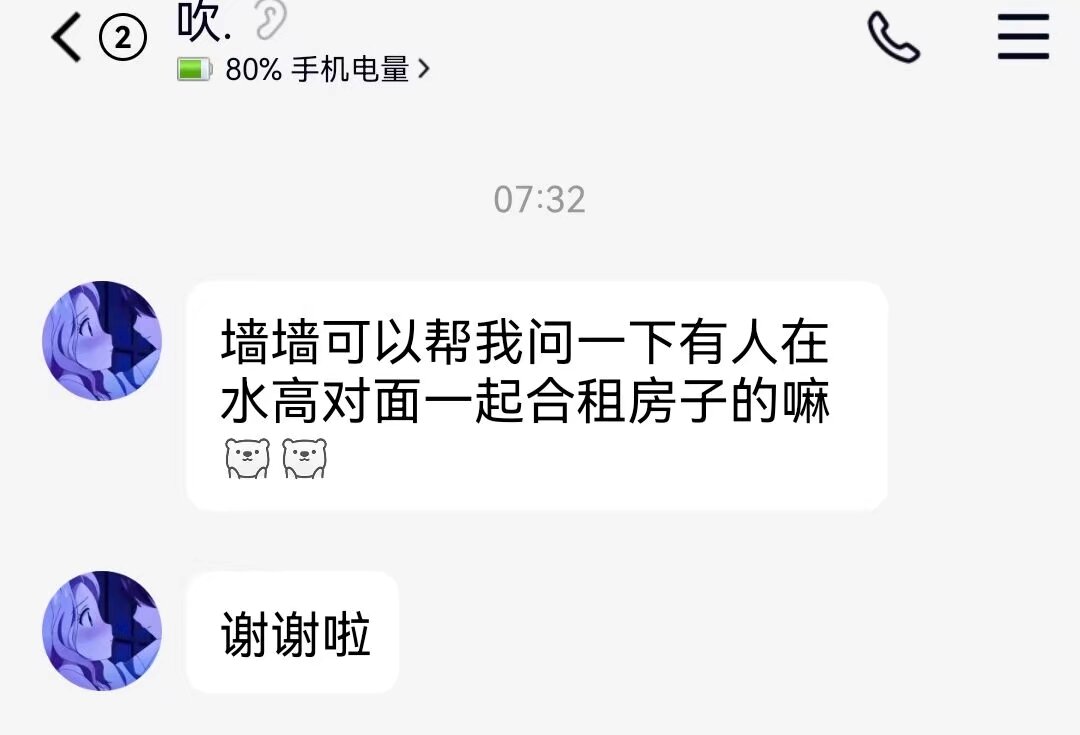 ②
吹.
80% 手机电量
07:32
墙墙可以帮我问一下有人在
水高对面一起合租房子的嘛
谢谢啦